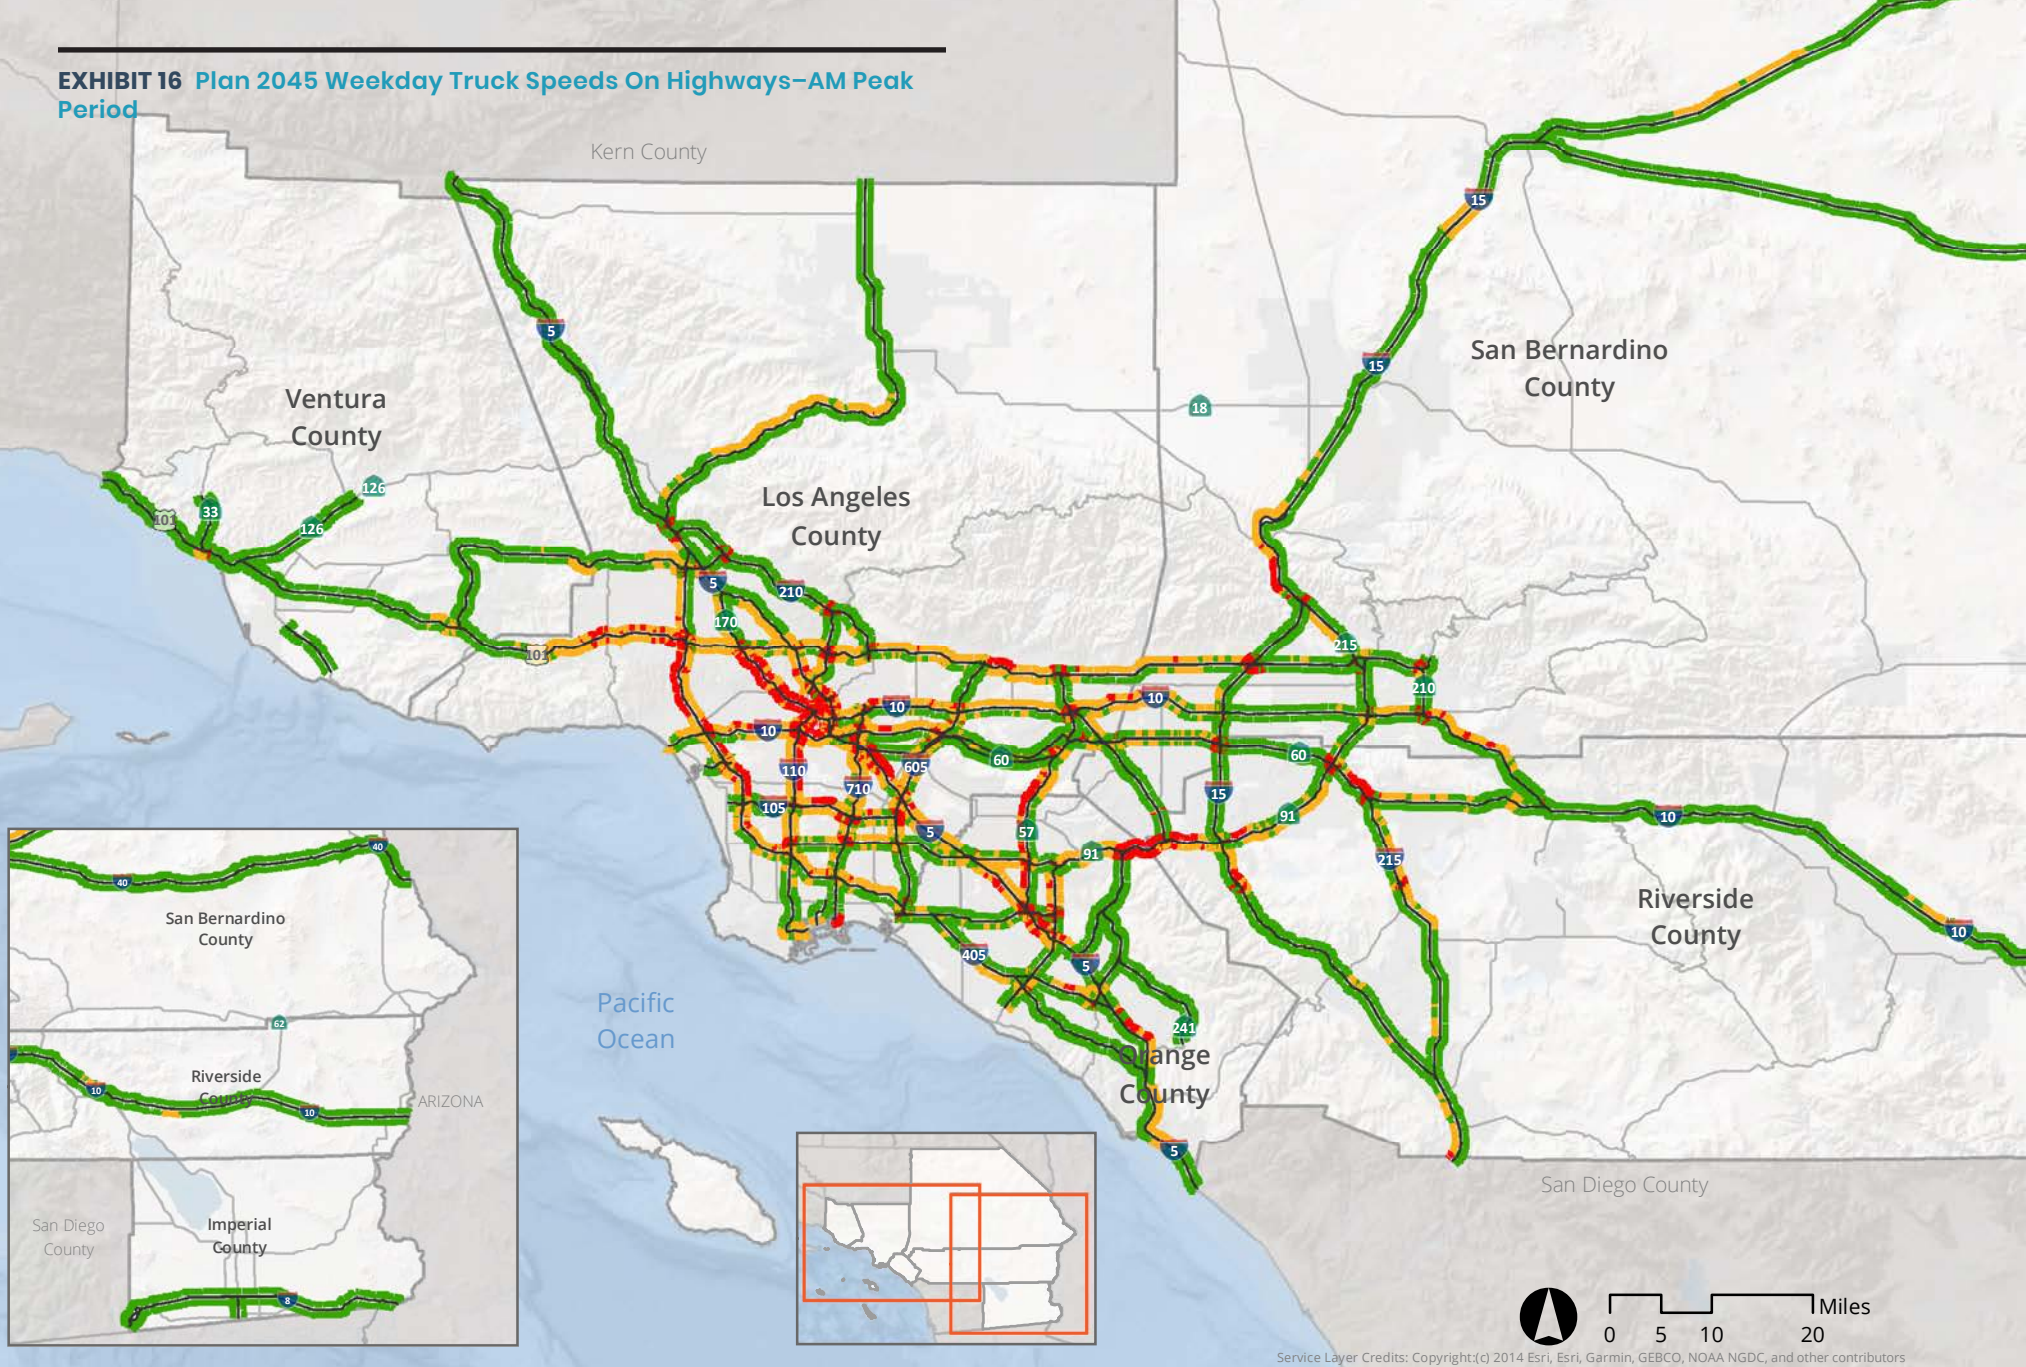 EXHIBIT 16 Plan 2045 Weekday Truck Speeds On Highways–AM Peak
Period
Kern County
15
5
15
San Bernardino
County
Ventura
County
18
126
Los Angeles
County
101
33
126
5
210
170
215
101
210
10
10
10
60
60
605
110
710
15
105
5
57
91
10
91
215
Riverside
County
10
405
5
241
Orange
County
5
Pacific
Ocean
San Diego County
40
40
San Bernardino
County
62
Riverside
County
10
10
ARIZONA
San Diego
County
Imperial
County
8
Miles
0 5 10 20
Service Layer Credits: Copyright:(c) 2014 Esri, Esri, Garmin, GEBCO, NOAA NGDC, and other contributors